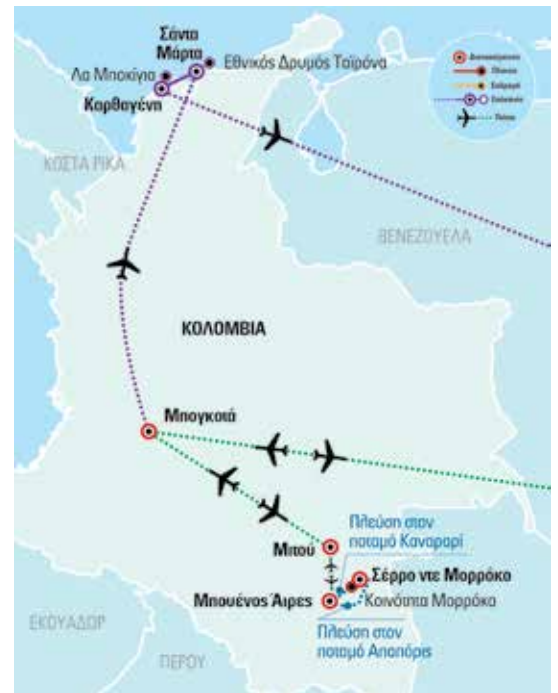 Σάντα
Μάρτα
Εθνικός Δρυμός Ταϊρόνα
Λα Μποκίγια
Καρθαγένη
ΚΟΣΤΑ ΡΙΚΑ
ΒΕΝΕΖΟΥΕΛΑ
ΚΟΛΟΜΒΙΑ
Μπογκοτά
Πλεύση στον
ποταμό Καναραρί
Μιτού
Σέρρο ντε Μορρόκο
Μπουένος Άιρες
Κοινότητα Μορρόκο
ΕΚΟΥΑΔΟΡ
Πλεύση στον
ποταμό Απαπόρις
ΠΕΡΟΥ